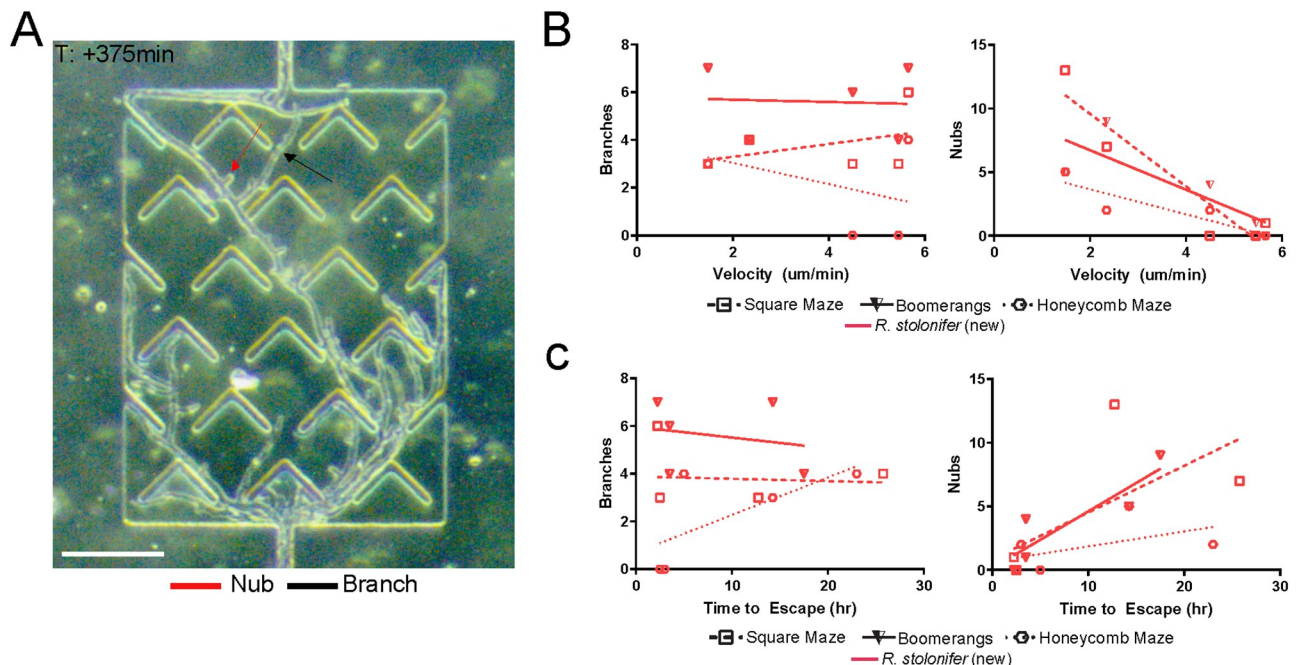 A
T: +375min
Nub Branch
B
Branches
8
6
4
2
0
0 2 4 6
Velocity (um/min)
Nubs
15
10
5
0
0 2 4 6
Velocity (um/min)
Square Maze Boomerangs Honeycomb Maze
R. stolonifer (new)
C
Branches
8
6
4
2
0
0 10 20 30
Time to Escape (hr)
Nubs
15
10
5
0
0 10 20 30
Time to Escape (hr)
Square Maze Boomerangs Honeycomb Maze
R. stolonifer (new)